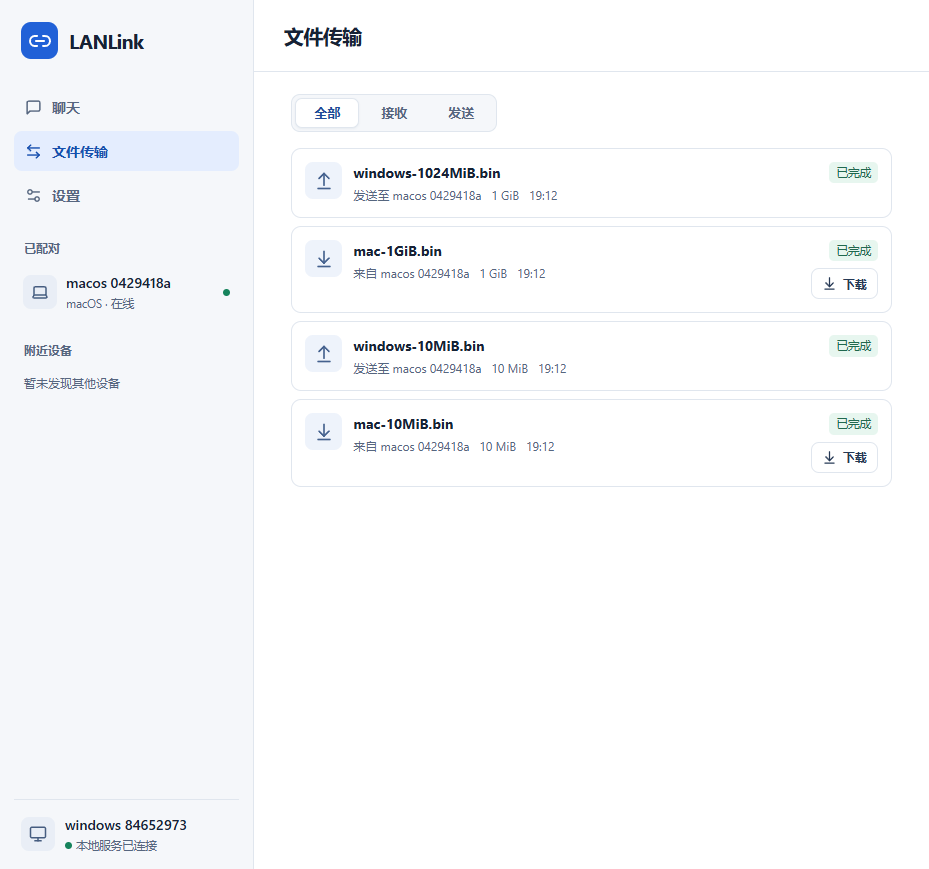 LANLink
聊天
文件传输
设置
已配对
macos 0429418a
macOS · 在线
附近设备
暂未发现其他设备
windows 84652973
本地服务已连接
文件传输
全部 接收 发送
windows-1024MiB.bin 已完成
发送至 macos 0429418a 1 GiB 19:12
mac-1GiB.bin 已完成
来自 macos 0429418a 1 GiB 19:12
下载
windows-10MiB.bin 已完成
发送至 macos 0429418a 10 MiB 19:12
mac-10MiB.bin 已完成
来自 macos 0429418a 10 MiB 19:12
下载